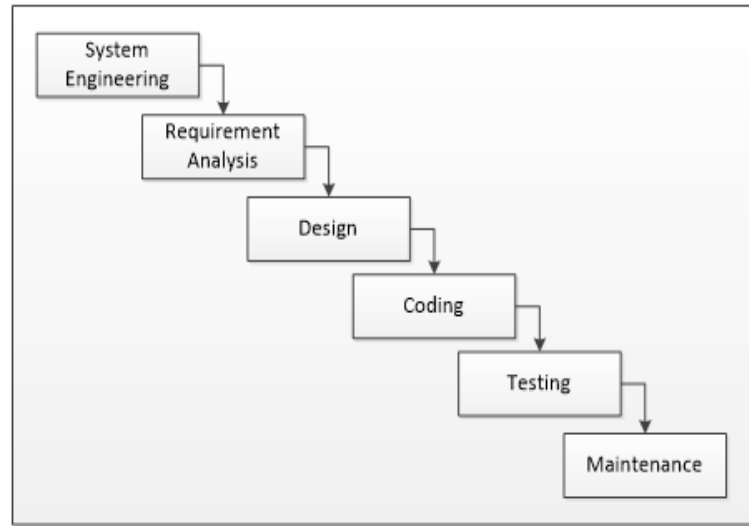 System
Engineering
Requirement
Analysis
Design
Coding
Testing
Maintenance